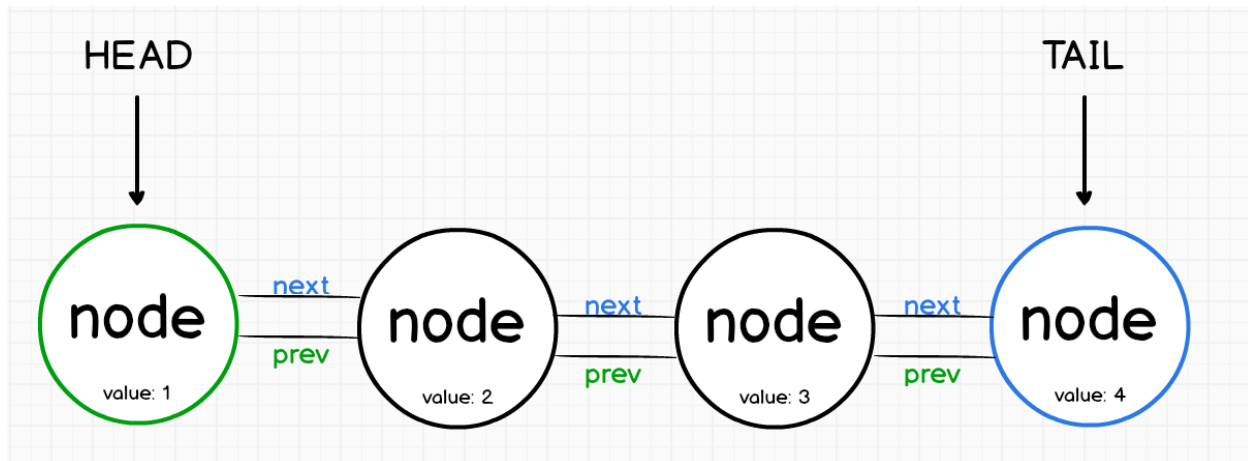 HEAD
TAIL
node
value: 1
next
prev
node
value: 2
next
prev
node
value: 3
next
prev
node
value: 4